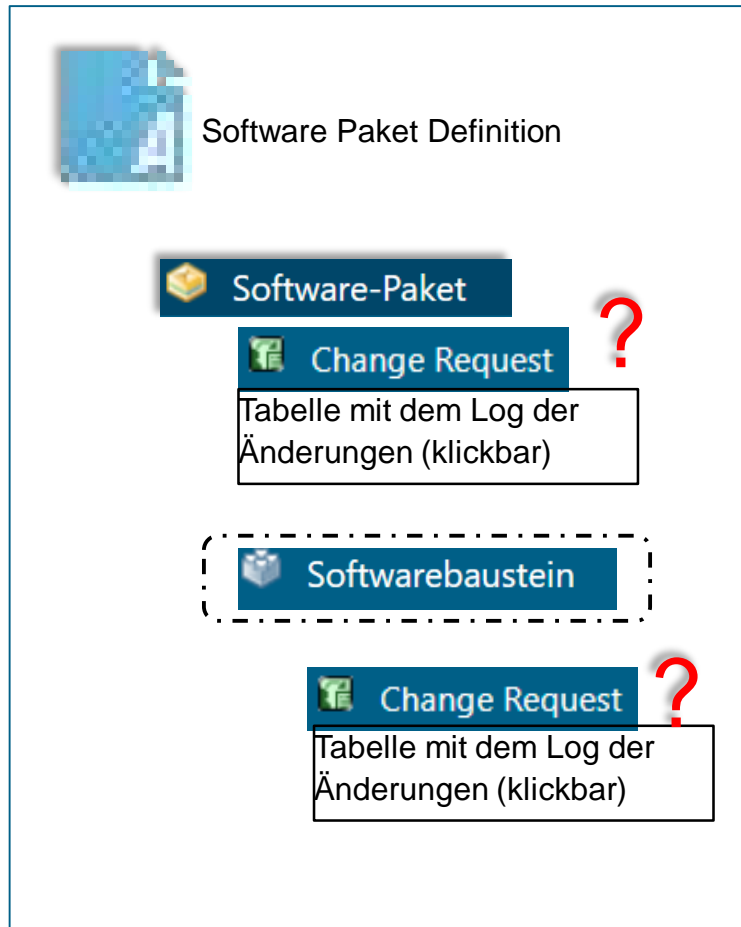 Software Paket Definition
Software-Paket
?
Change Request
Tabelle mit dem Log der
Änderungen (klickbar)
Softwarebaustein
Change Request
?
Tabelle mit dem Log der
Änderungen (klickbar)